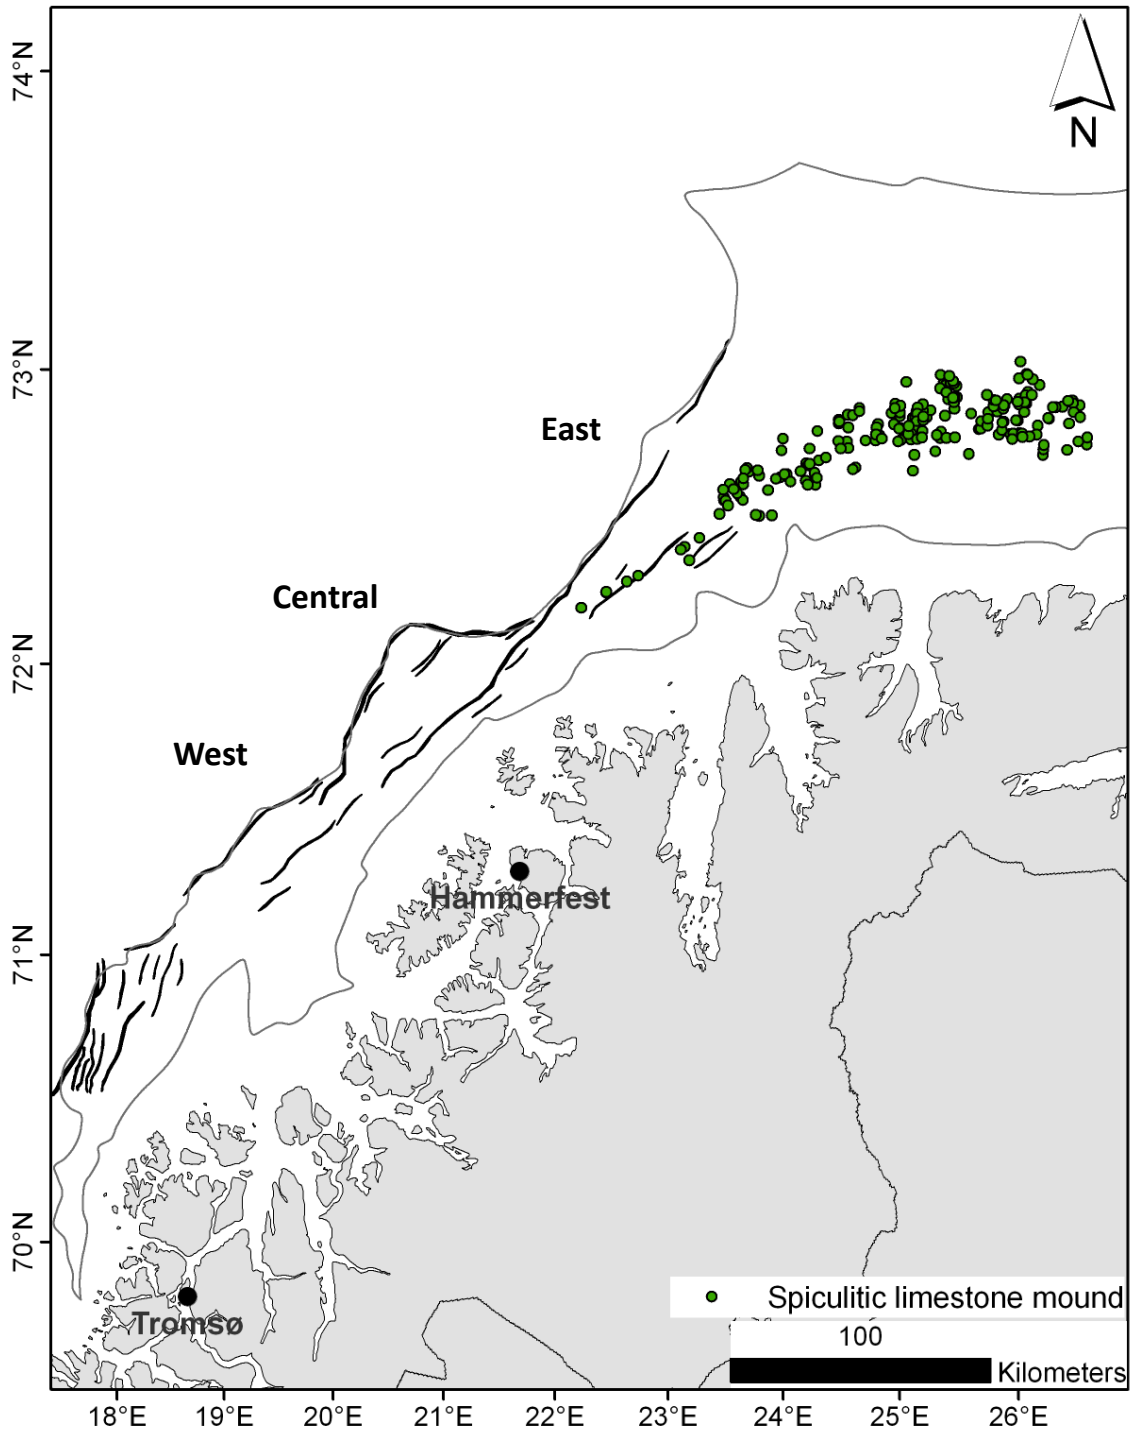 74°N
N
73°N
East
Central
72°N
West
Hammerfest
71°N
70°N
Spiculitic limestone mound
Tromsø
100
Kilometers
18°E 19°E 20°E 21°E 22°E 23°E 24°E 25°E 26°E